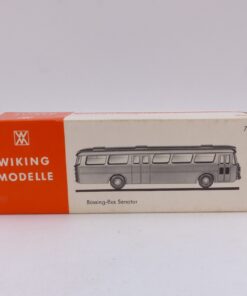 WIKING
MODELLE
Büssing-Bus Senator